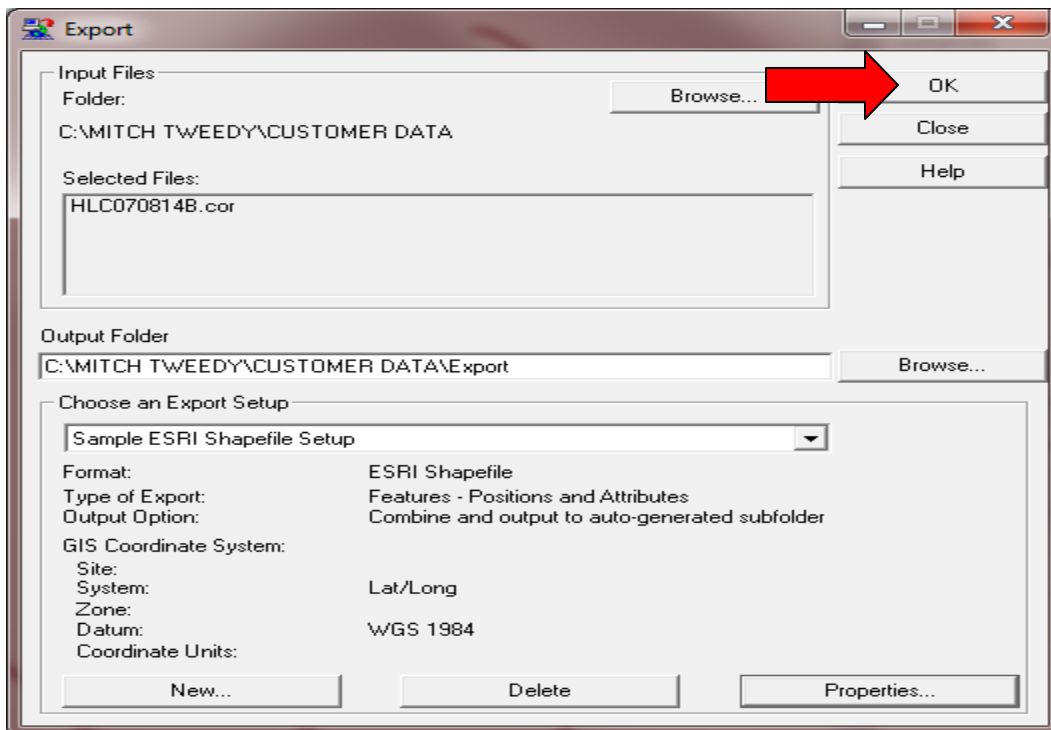 Export
Input Files
Folder:
Browse...
OK
C:\MITCH TWEEDY\CUSTOMER DATA
Close
Selected Files:
Help
HLC070814B.cor
Output Folder
C:\MITCH TWEEDY\CUSTOMER DATA\Export
Browse...
Choose an Export Setup
Sample ESRI Shapefile Setup
Format: ESRI Shapefile
Type of Export: Features - Positions and Attributes
Output Option: Combine and output to auto-generated subfolder
GIS Coordinate System:
Site:
System: Lat/Long
Zone:
Datum: WGS 1984
Coordinate Units:
New... Delete Properties...